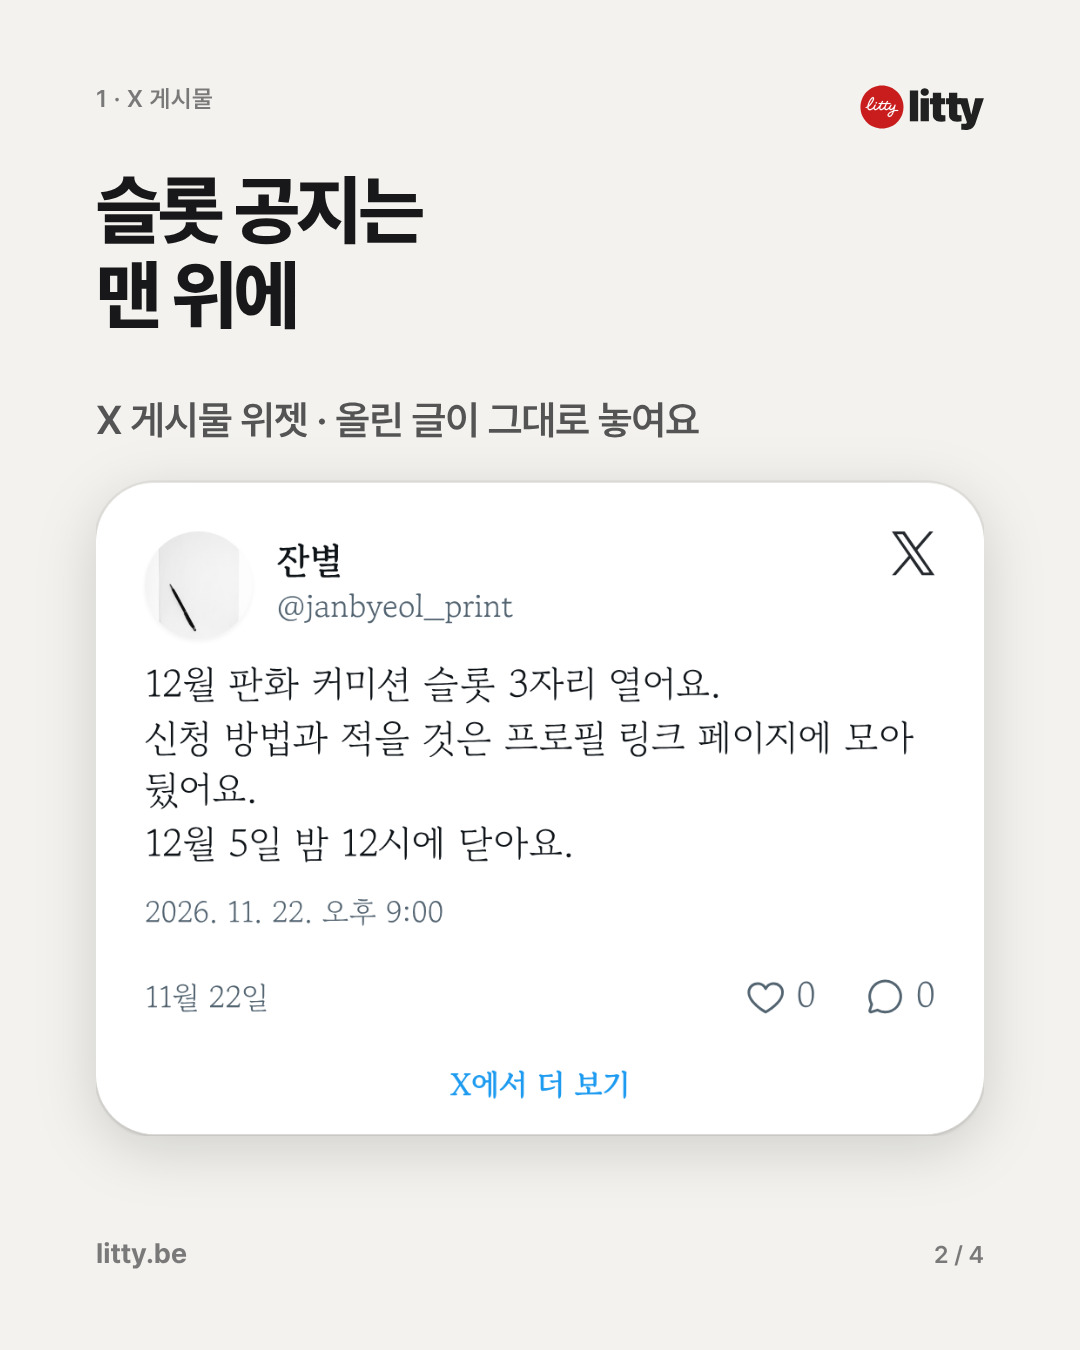 1 · X 게시물
litty litty
슬롯 공지는
맨 위에
X 게시물 위젯 · 올린 글이 그대로 놓여요
잔별
@janbyeol_print
12월 판화 커미션 슬롯 3자리 열어요.
신청 방법과 적을 것은 프로필 링크 페이지에 모아
뒀어요.
12월 5일 밤 12시에 닫아요.
2026. 11. 22. 오후 9:00
11월 22일
0 0
X에서 더 보기
litty.be
2 / 4